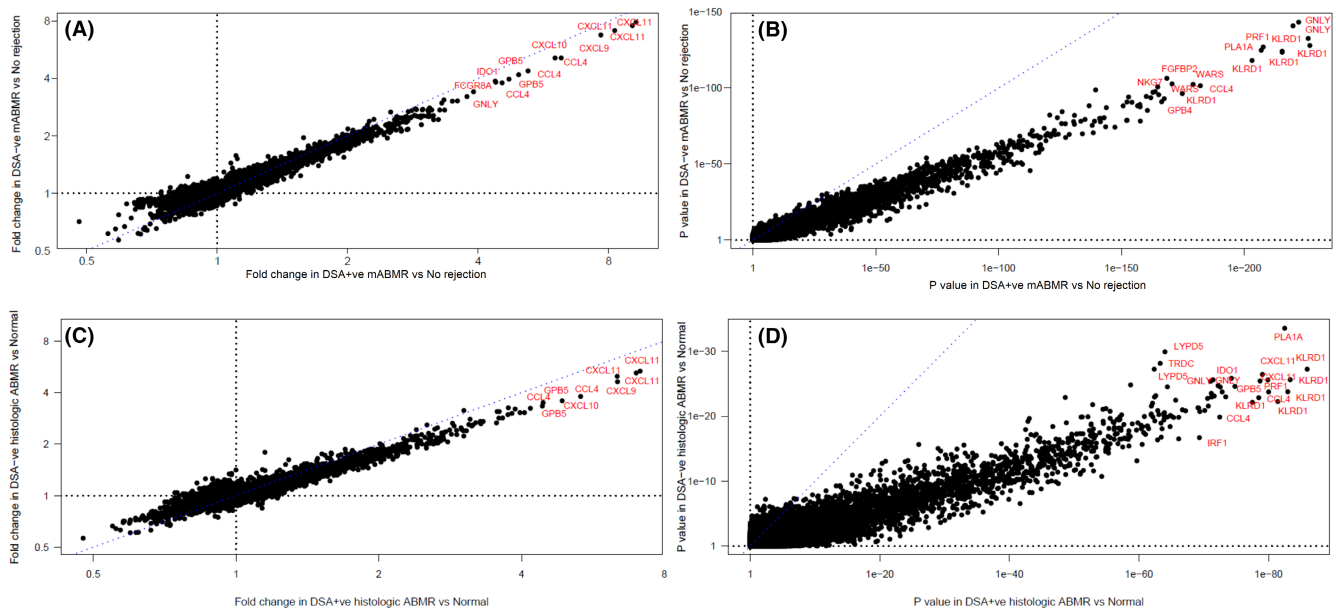 (A)
Fold change in DSA−ve mABMR vs No rejection
8
4
2
1
0.5
CXCL11
CXCL11
CXCL11
CXCL10
CXCL9
GPB5
CCL4
IDO1
CCL4
GPB5
FCGR8A
CCL4
GNLY
0.5
1
2
4
8
Fold change in DSA+ve mABMR vs No rejection
(B)
P value in DSA−ve mABMR vs No rejection
1e−150
1e−100
1e−50
1
GNLY
GNLY
PRF1
KLRD1
PLA1A
KLRD1
KLRD1
KLRD1
FGFBP2
WARS
NKG7
WARS
CCL4
KLRD1
GPB4
1
1e−50
1e−100
1e−150
1e−200
P value in DSA+ve mABMR vs No rejection
(C)
Fold change in DSA−ve histologic ABMR vs Normal
8
4
2
1
0.5
CXCL11
CXCL11
CXCL11
GPB5
CCL4
CXCL9
CCL4
CXCL10
GPB5
0.5
1
2
4
8
Fold change in DSA+ve histologic ABMR vs Normal
(D)
P value in DSA−ve histologic ABMR vs Normal
1e−30
1e−20
1e−10
1
PLA1A
LYPD5
TRDC
CXCL11
KLRD1
LYPD5
IDO1
GNLY
GNLY
CXCL11
KLRD1
GPB5
PRF1
CCL4
KLRD1
KLRD1
KLRD1
CCL4
IRF1
1
1e−20
1e−40
1e−60
1e−80
P value in DSA+ve histologic ABMR vs Normal